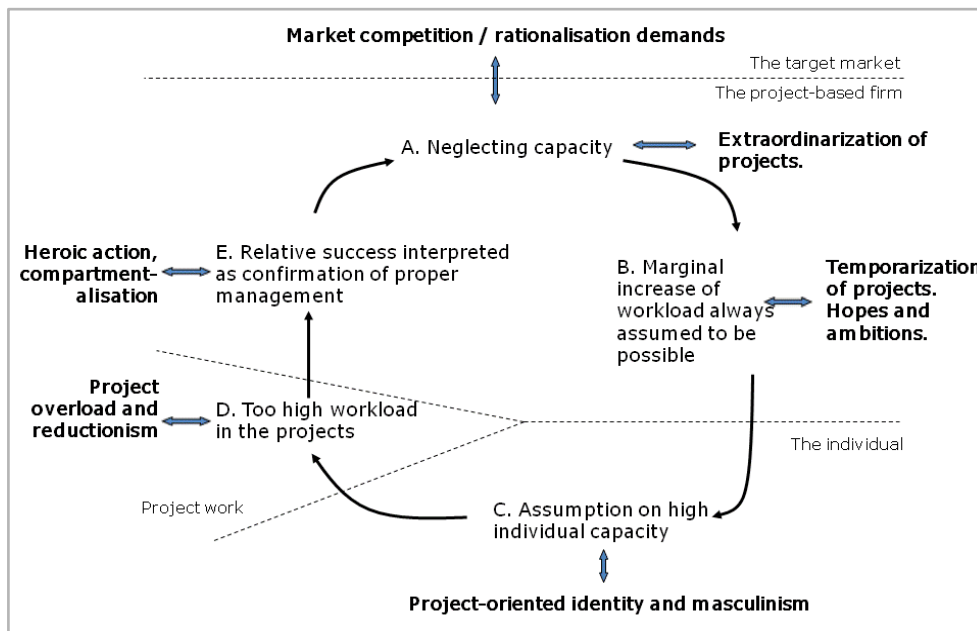 Market competition / rationalisation demands
The target market
The project-based firm
A. Neglecting capacity
Extraordinarization of
projects.
Heroic action,
compartment-
alisation
E. Relative success interpreted
as confirmation of proper
management
B. Marginal
increase of
workload always
assumed to be
possible
Temporarization
of projects.
Hopes and
ambitions.
Project
overload and
reductionism
D. Too high workload
in the projects
The individual
Project work
C. Assumption on high
individual capacity
Project-oriented identity and masculinism